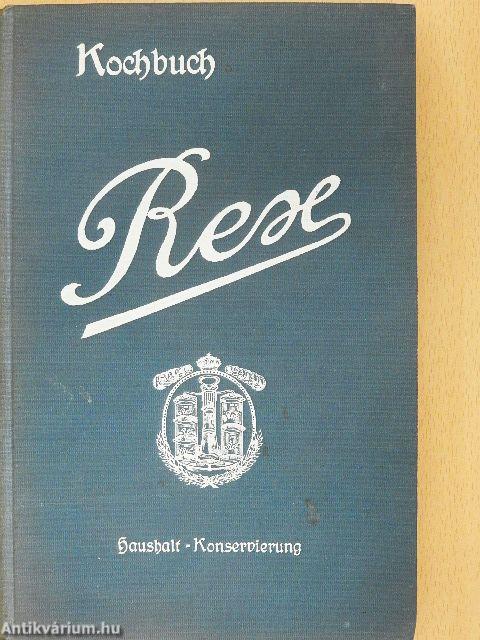 Kochbuch
Rex
Haushalt - Konservierung
Antikvárium.hu